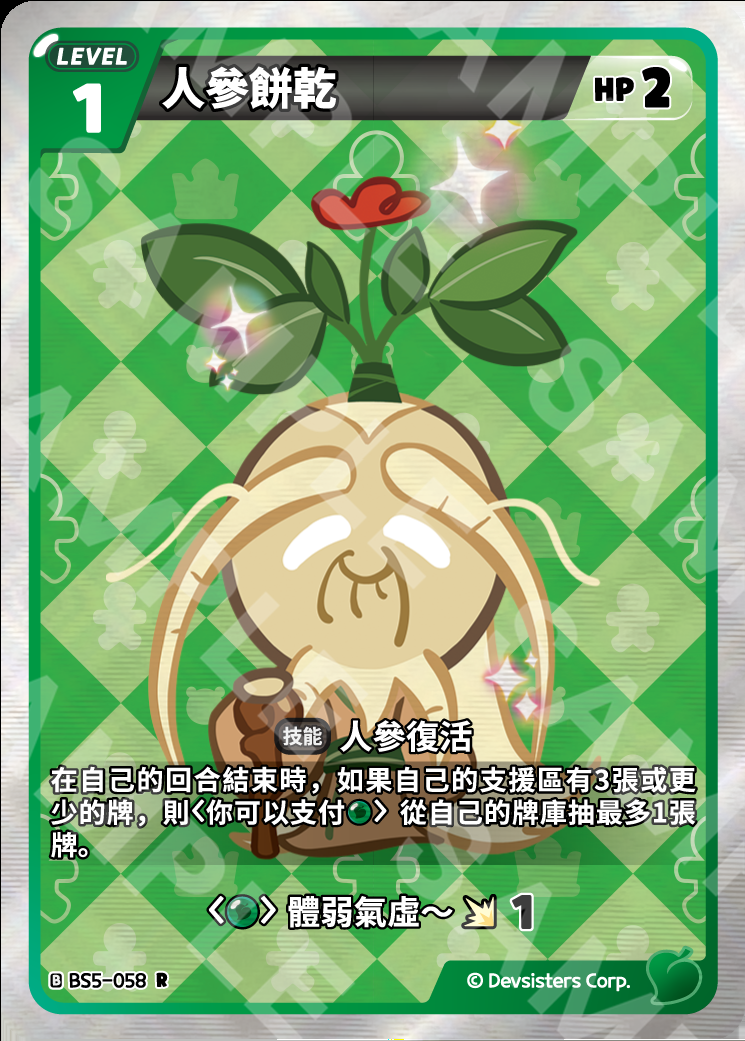 LEVEL
1
人參餅乾
HP 2
技能 人參復活
在自己的回合結束時，如果自己的支援區有3張或更
少的牌，則〈你可以支付 〉從自己的牌庫抽最多1張
牌。
〈 〉體弱氣虛～ 1
B BS5-058 R
© Devsisters Corp.
SAMPLE